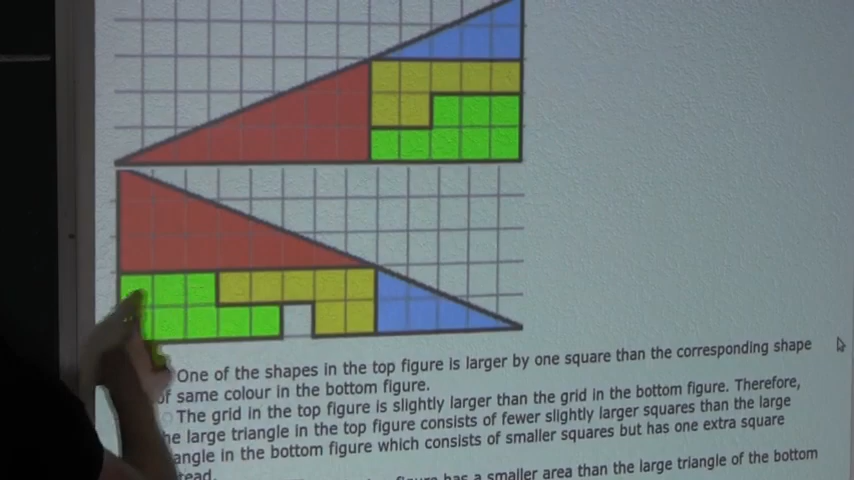 One of the shapes in the top figure is larger by one square than the corresponding shape
of same colour in the bottom figure.
The grid in the top figure is slightly larger than the grid in the bottom figure. Therefore,
he large triangle in the top figure consists of fewer slightly larger squares than the large
angle in the bottom figure which consists of smaller squares but has one extra square
tead.
figure has a smaller area than the large triangle of the bottom